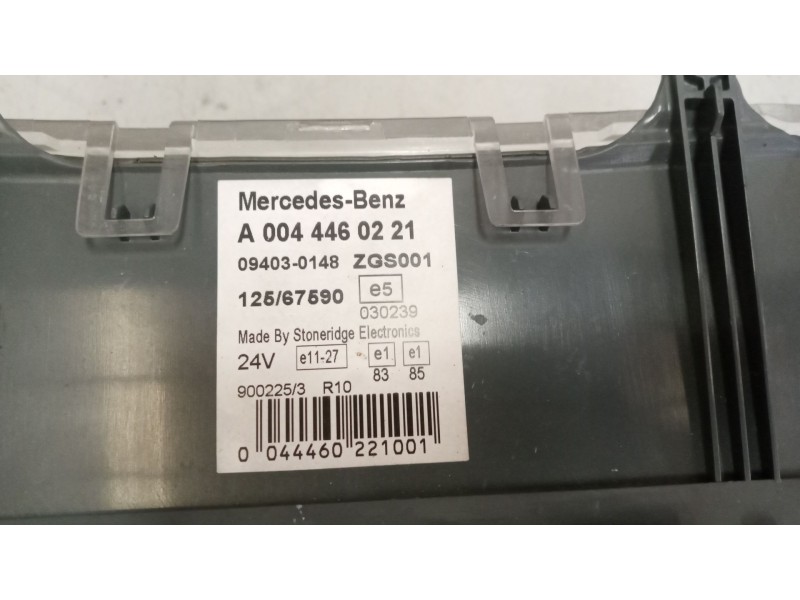 Mercedes-Benz
A 004 446 02 21
09403-0148 ZGS001
125/67590 e5
030239
Made By Stoneridge Electronics
24V e11-27 e1 e1
83 85
900225/3 R10
0 044460 221001